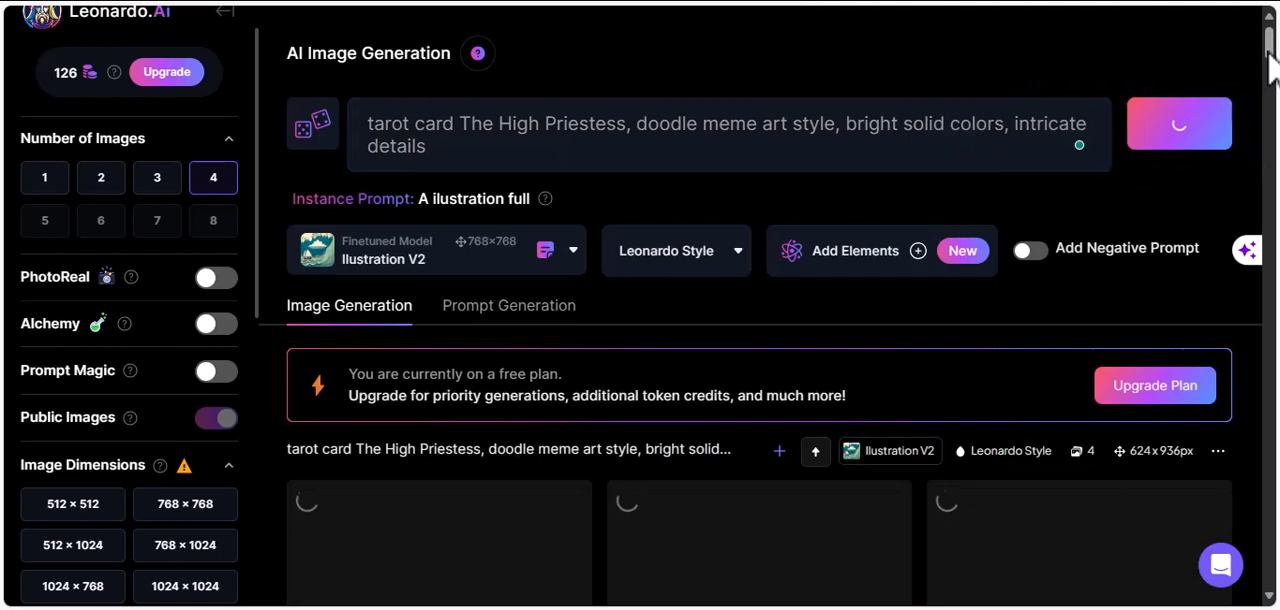 Leonardo.Ai
126
Upgrade
Number of Images
1
2
3
4
5
6
7
8
PhotoReal
Alchemy
Prompt Magic
Public Images
Image Dimensions
512 × 512
768 × 768
512 × 1024
768 × 1024
1024 × 768
1024 × 1024
AI Image Generation
?
tarot card The High Priestess, doodle meme art style, bright solid colors, intricate
details
Instance Prompt: A ilustration full
Finetuned Model
768×768
Ilustration V2
Leonardo Style
Add Elements
New
Add Negative Prompt
Image Generation
Prompt Generation
You are currently on a free plan.
Upgrade for priority generations, additional token credits, and much more!
Upgrade Plan
tarot card The High Priestess, doodle meme art style, bright solid...
Ilustration V2
Leonardo Style
4
624x936px